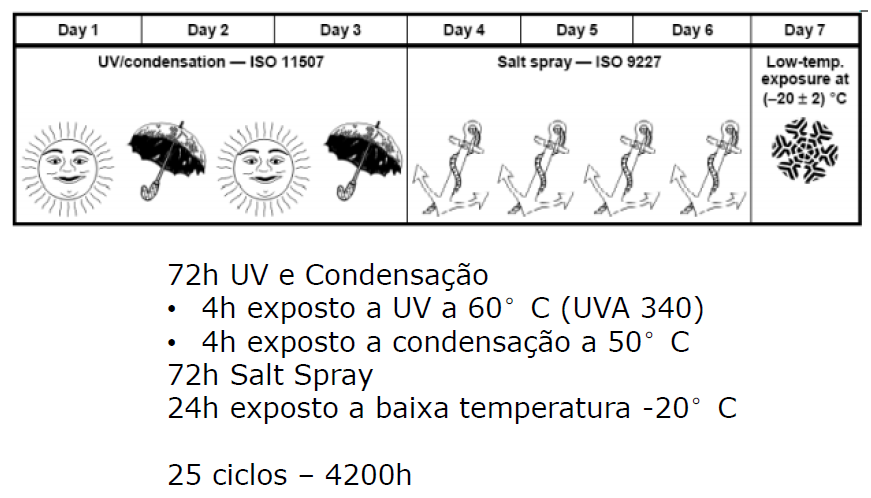 Day 1 Day 2 Day 3 Day 4 Day 5 Day 6 Day 7
UV/condensation — ISO 11507 Salt spray — ISO 9227 Low-temp.
exposure at
(–20 ± 2) °C
72h UV e Condensação
• 4h exposto a UV a 60° C (UVA 340)
• 4h exposto a condensação a 50° C
72h Salt Spray
24h exposto a baixa temperatura -20° C
25 ciclos – 4200h